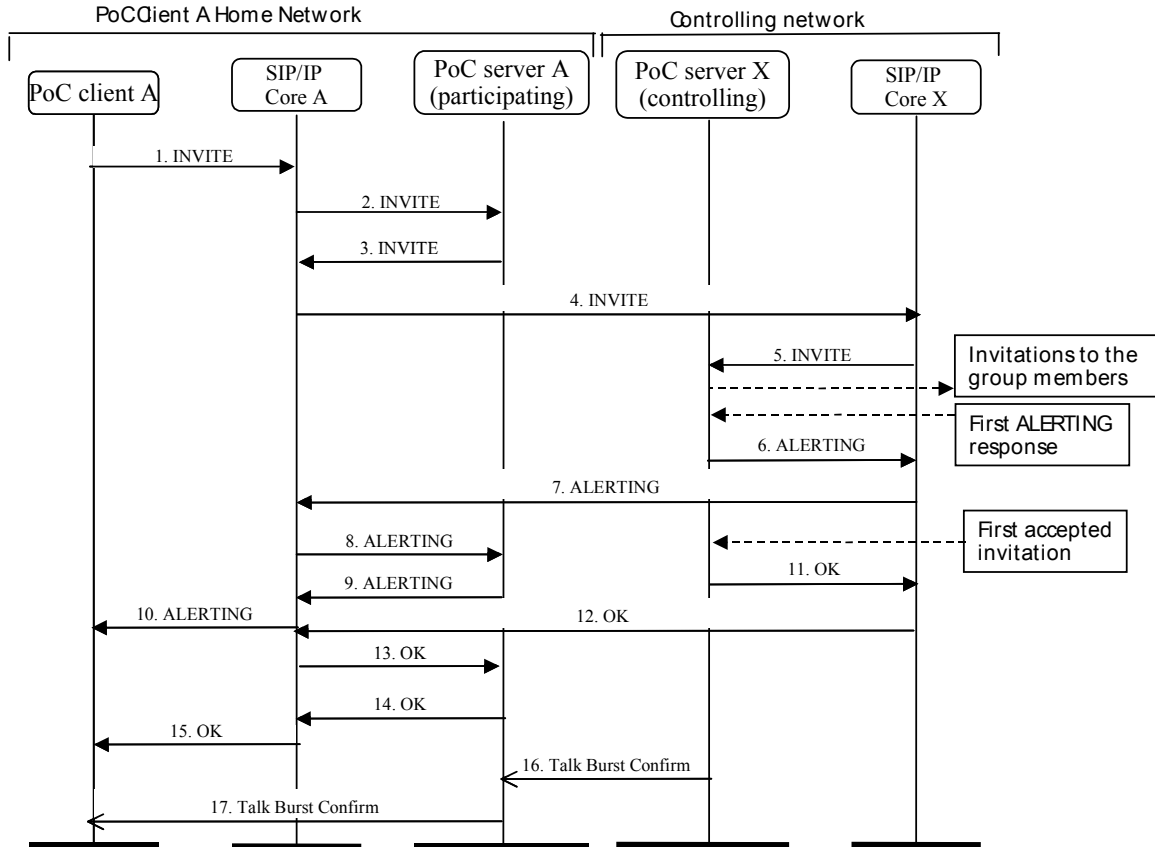 PoCClient A Home Network
Controlling network
PoC client A
SIP/IP
Core A
PoC server A
(participating)
PoC server X
(controlling)
SIP/IP
Core X
1. INVITE
2. INVITE
3. INVITE
4. INVITE
5. INVITE
Invitations to the
group members
First ALERTING
response
6. ALERTING
7. ALERTING
8. ALERTING
First accepted
invitation
9. ALERTING
11. OK
10. ALERTING
12. OK
13. OK
14. OK
15. OK
16. Talk Burst Confirm
17. Talk Burst Confirm